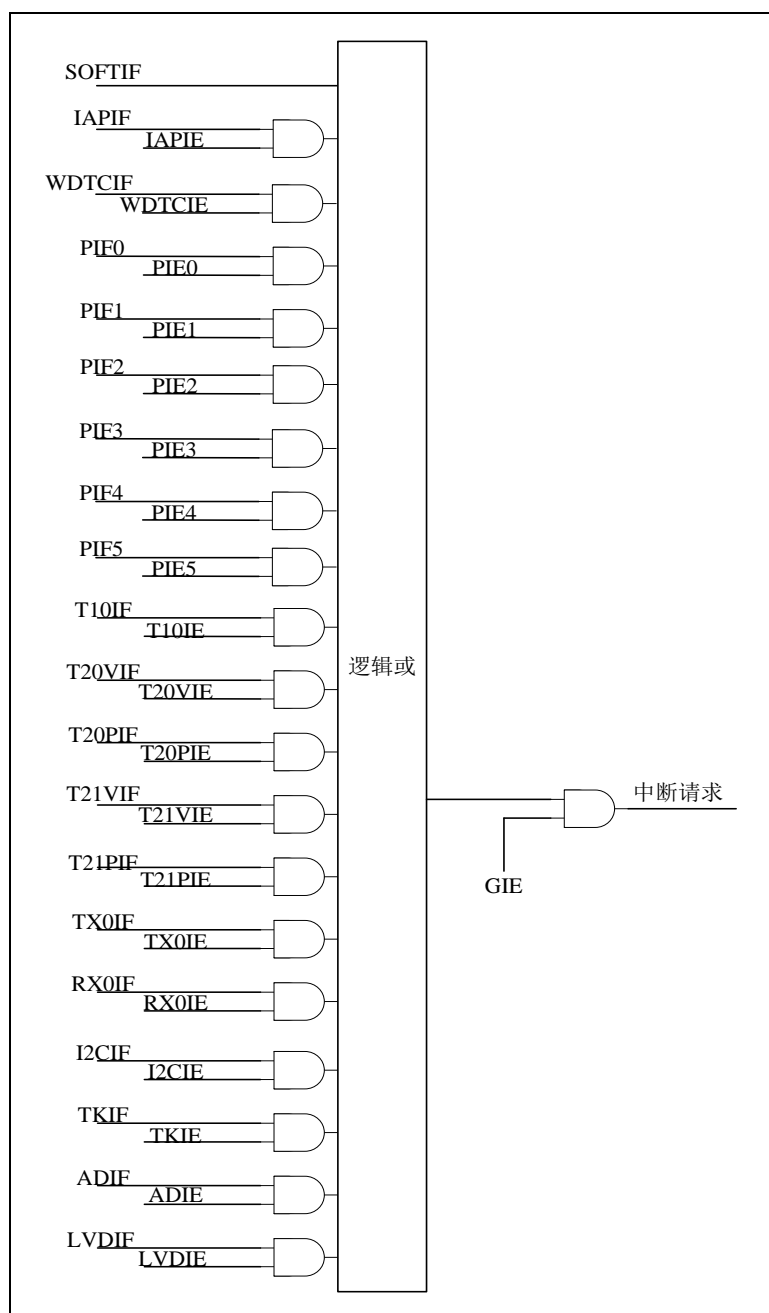 SOFTIF
IAPIF
IAPIE
WDTCIF
WDTCIE
PIF0
PIE0
PIF1
PIE1
PIF2
PIE2
PIF3
PIE3
PIF4
PIE4
PIF5
PIE5
T10IF
T10IE
逻辑或
T20VIF
T20VIE
T20PIF
T20PIE
T21VIF
T21VIE
中断请求
GIE
T21PIF
T21PIE
TX0IF
TX0IE
RX0IF
RX0IE
I2CIF
I2CIE
TKIF
TKIE
ADIF
ADIE
LVDIF
LVDIE